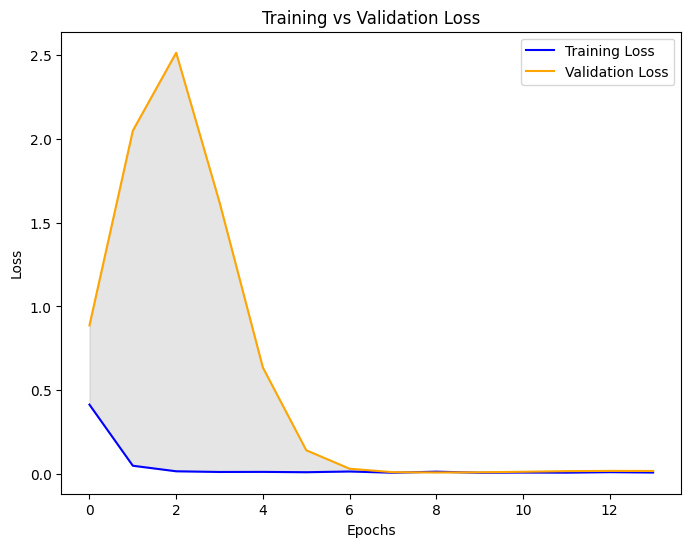 Training vs Validation Loss
Training Loss
Validation Loss
2.5
2.0
1.5
1.0
0.5
0.0
Loss
0 2 4 6 8 10 12
Epochs